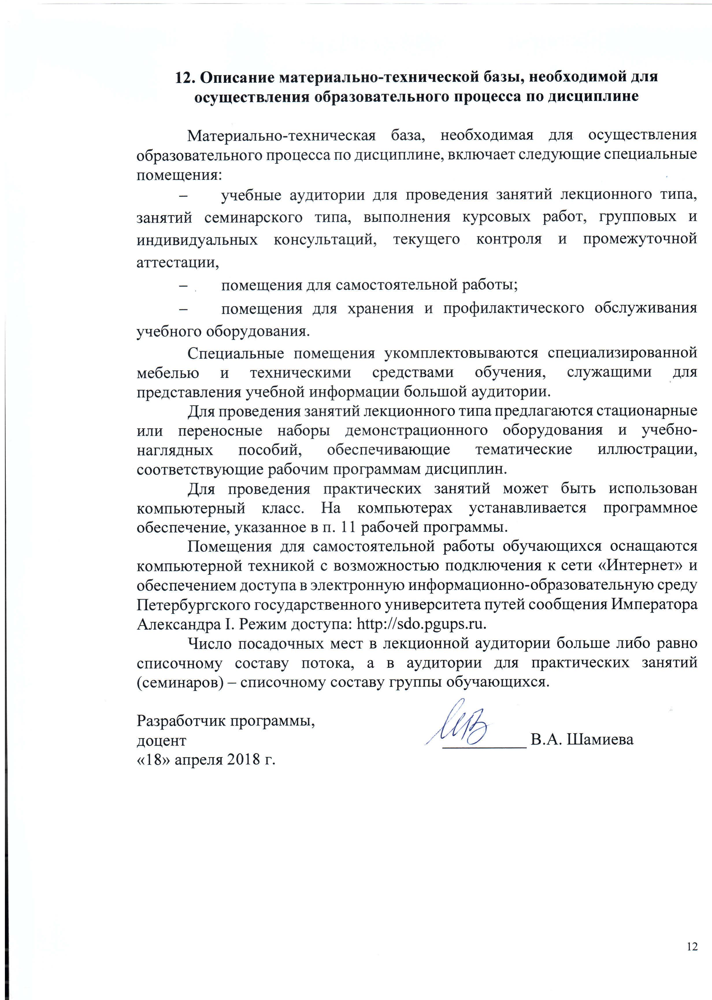 12. Описание материально-технической базы, необходимой для
осуществления образовательного процесса по дисциплине
Материально-техническая база, необходимая для осуществления
образовательного процесса по дисциплине, включает следующие специальные
помещения:
– учебные аудитории для проведения занятий лекционного типа,
занятий семинарского типа, выполнения курсовых работ, групповых и
индивидуальных консультаций, текущего контроля и промежуточной
аттестации,
– помещения для самостоятельной работы;
– помещения для хранения и профилактического обслуживания
учебного оборудования.
Специальные помещения укомплектовываются специализированной
мебелью и техническими средствами обучения, служащими для
представления учебной информации большой аудитории.
Для проведения занятий лекционного типа предлагаются стационарные
или переносные наборы демонстрационного оборудования и учебно-
наглядных пособий, обеспечивающие тематические иллюстрации,
соответствующие рабочим программам дисциплин.
Для проведения практических занятий может быть использован
компьютерный класс. На компьютерах устанавливается программное
обеспечение, указанное в п. 11 рабочей программы.
Помещения для самостоятельной работы обучающихся оснащаются
компьютерной техникой с возможностью подключения к сети «Интернет» и
обеспечением доступа в электронную информационно-образовательную среду
Петербургского государственного университета путей сообщения Императора
Александра I. Режим доступа: http://sdo.pgups.ru.
Число посадочных мест в лекционной аудитории больше либо равно
списочному составу потока, а в аудитории для практических занятий
(семинаров) – списочному составу группы обучающихся.
Разработчик программы,
доцент __________ В.А. Шамиева
«18» апреля 2018 г.
12